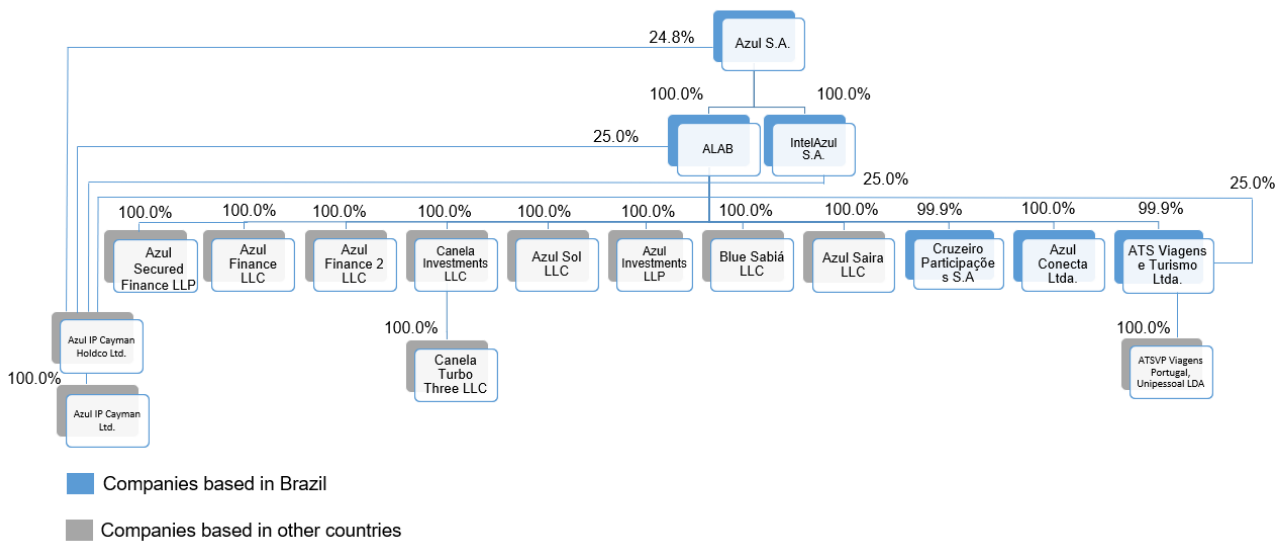 24.8%
Azul S.A.
100.0%
100.0%
25.0%
ALAB
IntelAzul
S.A.
25.0%
25.0%
100.0%
100.0%
100.0%
100.0%
100.0%
100.0%
100.0%
100.0%
99.9%
100.0%
99.9%
Azul
Secured
Finance LLP
Azul
Finance
LLC
Azul
Finance 2
LLC
Canela
Investments
LLC
Azul Sol
LLC
Azul
Investments
LLP
Blue Sabiá
LLC
Azul Saira
LLC
Cruzeiro
Participaçõe
s S.A
Azul
Conecta
Ltda.
ATS Viagens
e Turismo
Ltda.
Azul IP Cayman
Holdco Ltd.
100.0%
Canela
Turbo
Three LLC
100.0%
ATSVP Viagens
Portugal,
Unipessoal LDA
100.0%
Azul IP Cayman
Ltd.
Companies based in Brazil
Companies based in other countries